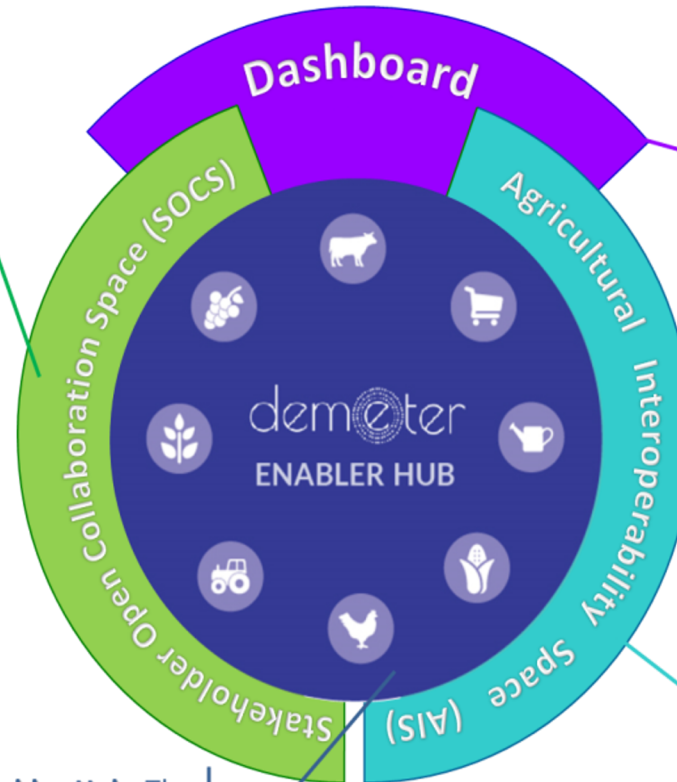 Dashboard
Stakeholder Open Collaboration Space (SOCS)
Agricultural Interoperability Space (AIS)
demeter
ENABLER HUB